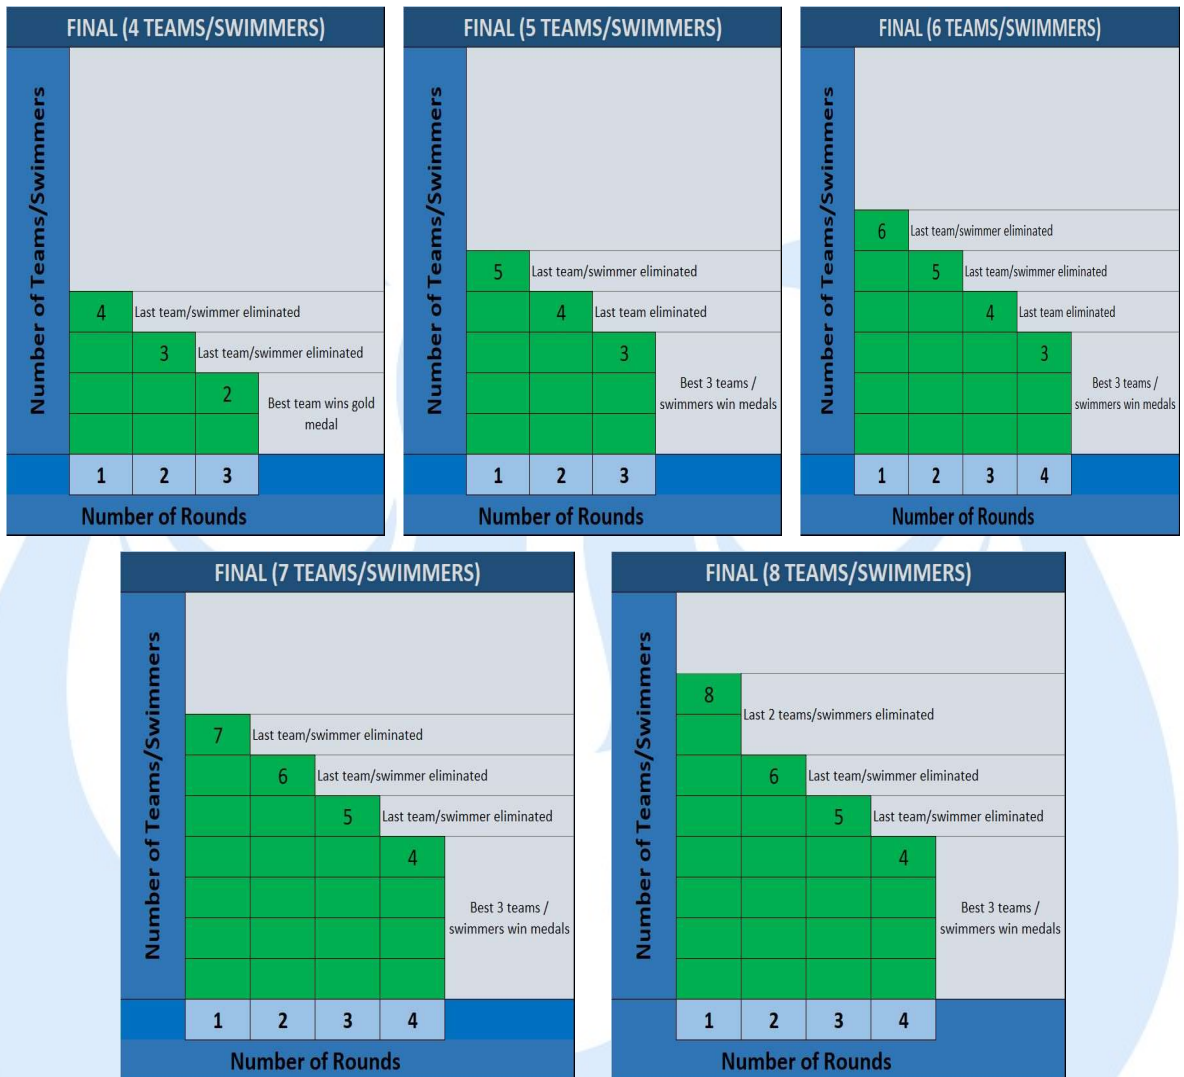 FINAL (4 TEAMS/SWIMMERS)
Number of Teams/Swimmers
4
Last team/swimmer eliminated
3
Last team/swimmer eliminated
2
Best team wins gold
medal
1 2 3
Number of Rounds
FINAL (5 TEAMS/SWIMMERS)
Number of Teams/Swimmers
5
Last team/swimmer eliminated
4
Last team eliminated
3
Best 3 teams /
swimmers win medals
1 2 3
Number of Rounds
FINAL (6 TEAMS/SWIMMERS)
Number of Teams/Swimmers
6
Last team/swimmer eliminated
5
Last team/swimmer eliminated
4
Last team eliminated
3
Best 3 teams /
swimmers win medals
1 2 3 4
Number of Rounds
FINAL (7 TEAMS/SWIMMERS)
Number of Teams/Swimmers
7
Last team/swimmer eliminated
6
Last team/swimmer eliminated
5
Last team/swimmer eliminated
4
Best 3 teams /
swimmers win medals
1 2 3 4
Number of Rounds
FINAL (8 TEAMS/SWIMMERS)
Number of Teams/Swimmers
8
Last 2 teams/swimmers eliminated
6
Last team/swimmer eliminated
5
Last team/swimmer eliminated
4
Best 3 teams /
swimmers win medals
1 2 3 4
Number of Rounds